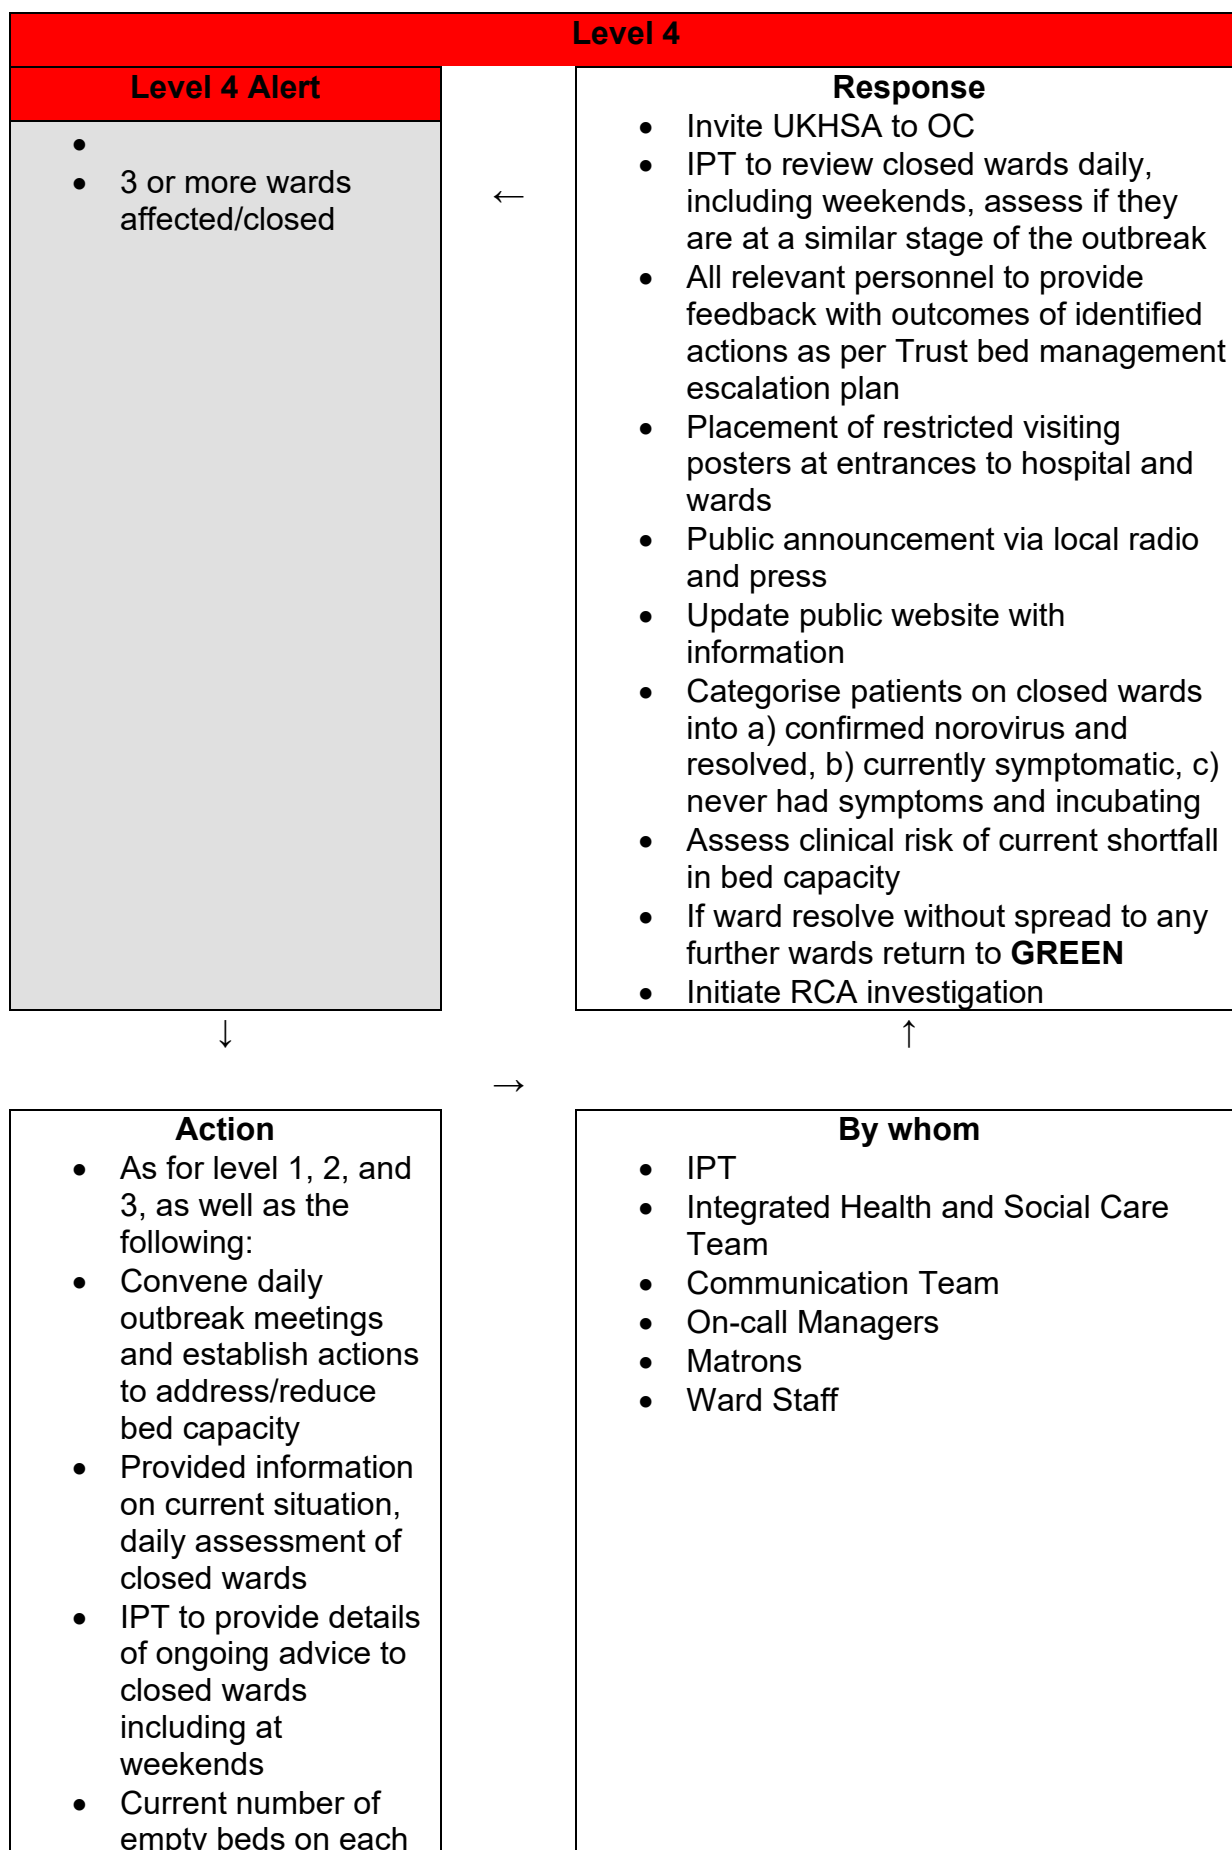 Level 4
Level 4 Alert
•
• 3 or more wards
affected/closed
←
Response
• Invite UKHSA to OC
• IPT to review closed wards daily,
including weekends, assess if they
are at a similar stage of the outbreak
• All relevant personnel to provide
feedback with outcomes of identified
actions as per Trust bed management
escalation plan
• Placement of restricted visiting
posters at entrances to hospital and
wards
• Public announcement via local radio
and press
• Update public website with
information
• Categorise patients on closed wards
into a) confirmed norovirus and
resolved, b) currently symptomatic, c)
never had symptoms and incubating
• Assess clinical risk of current shortfall
in bed capacity
• If ward resolve without spread to any
further wards return to GREEN
• Initiate RCA investigation
↓
↑
→
Action
• As for level 1, 2, and
3, as well as the
following:
• Convene daily
outbreak meetings
and establish actions
to address/reduce
bed capacity
• Provided information
on current situation,
daily assessment of
closed wards
• IPT to provide details
of ongoing advice to
closed wards
including at
weekends
• Current number of
empty beds on each
By whom
• IPT
• Integrated Health and Social Care
Team
• Communication Team
• On-call Managers
• Matrons
• Ward Staff